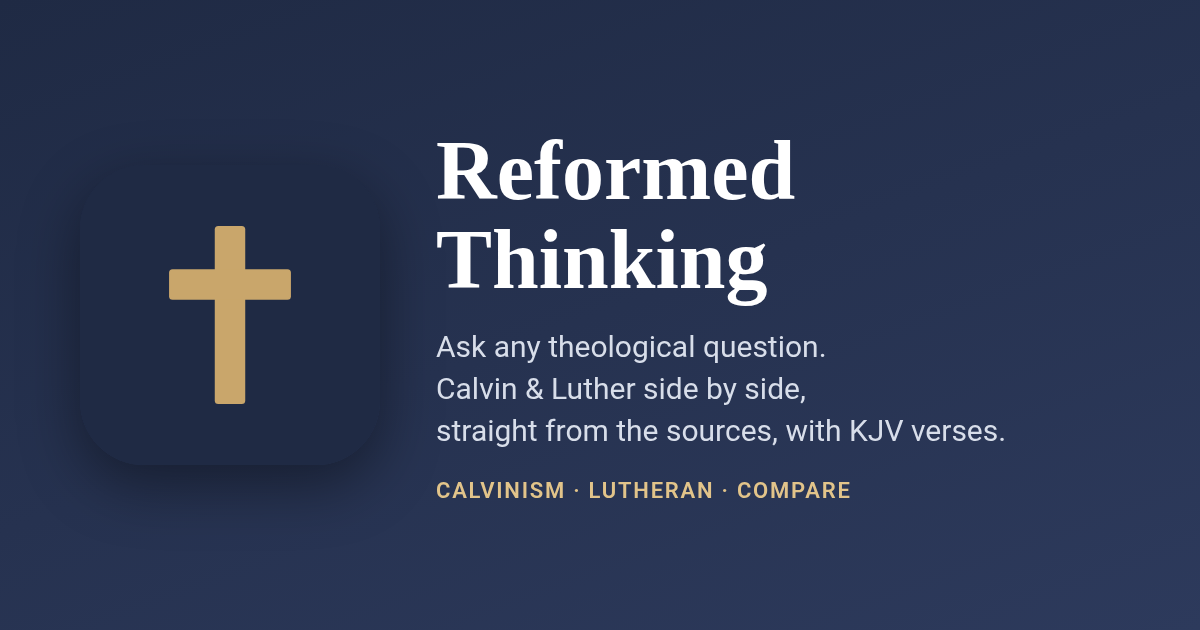 Reformed
Thinking
Ask any theological question.
Calvin & Luther side by side,
straight from the sources, with KJV verses.
CALVINISM · LUTHERAN · COMPARE